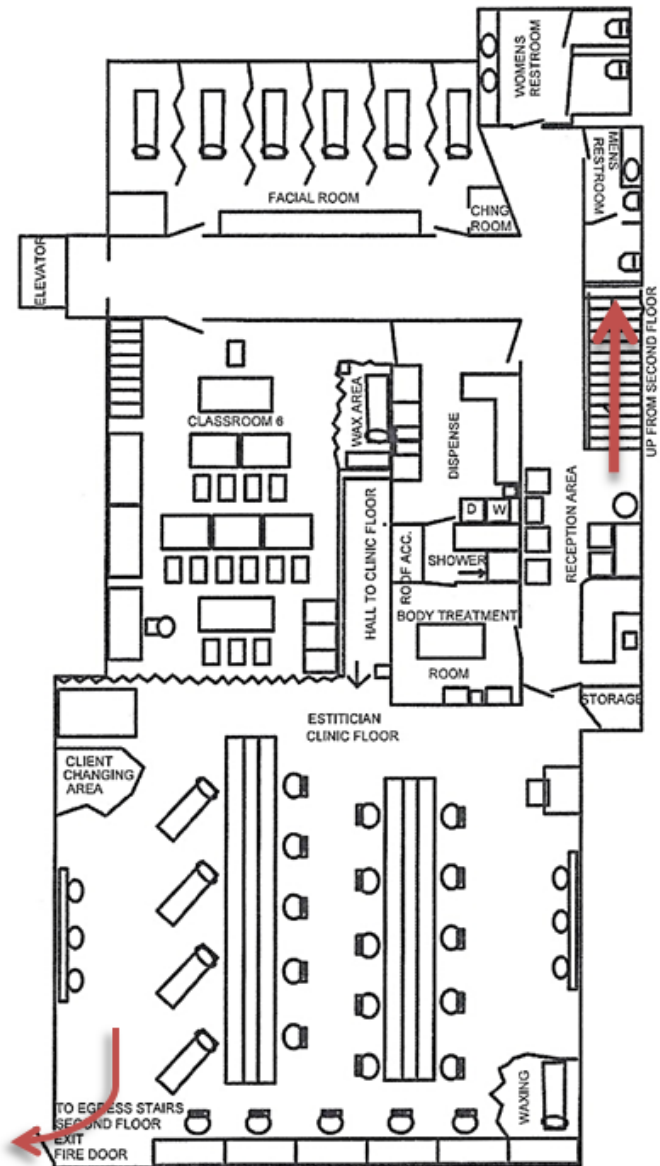 WOMENS
RESTROOM
MENS
RESTROOM
FACIAL ROOM
CHNG
ROOM
ELEVATOR
UP FROM SECOND FLOOR
WAX AREA
CLASSROOM 6
DISPENSE
D W
RECEPTION AREA
HALL TO CLINIC FLOOR
ROOF ACC.
SHOWER
BODY TREATMENT
ROOM
STORAGE
ESTITICIAN
CLINIC FLOOR
CLIENT
CHANGING
AREA
WAXING
TO EGRESS STAIRS
SECOND FLOOR
EXIT
FIRE DOOR